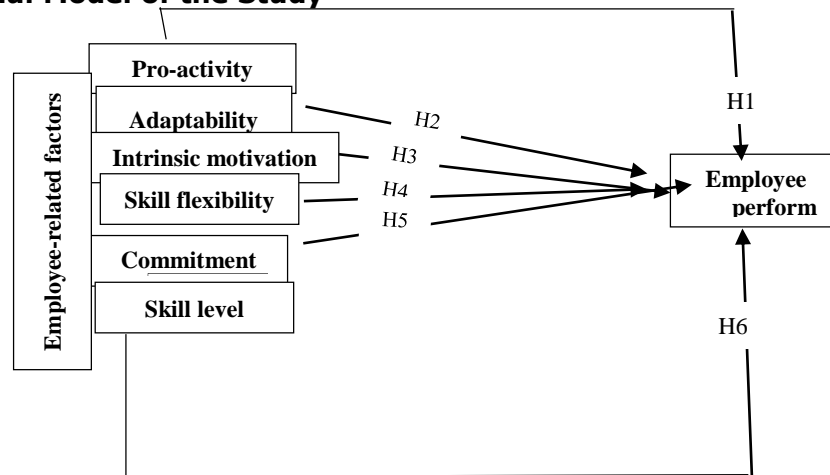 nal Model of the Study
Pro-activity
Adaptability
Intrinsic motivation
Skill flexibility
Commitment
Skill level
Employee-related factors
H1
H2
H3
H4
H5
H6
Employee
perform